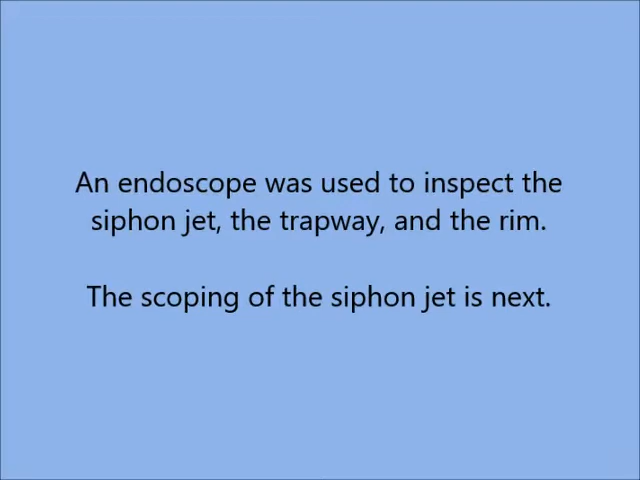 An endoscope was used to inspect the
siphon jet, the trapway, and the rim.
The scoping of the siphon jet is next.